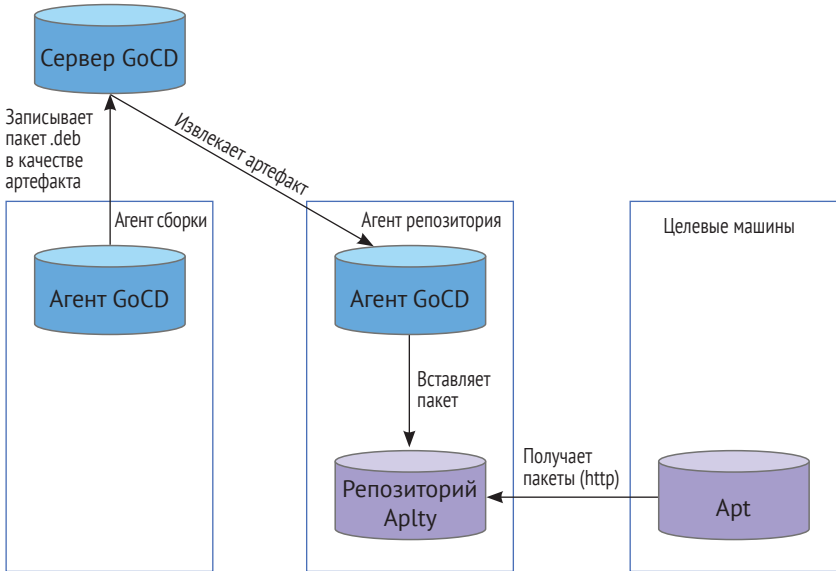 Сервер GoCD
Записывает
пакет .deb
в качестве
артефакта
Извлекает артефакт
Агент сборки
Агент репозитория
Целевые машины
Агент GoCD
Агент GoCD
Вставляет
пакет
Получает
пакеты (http)
Репозиторий
Aplty
Apt